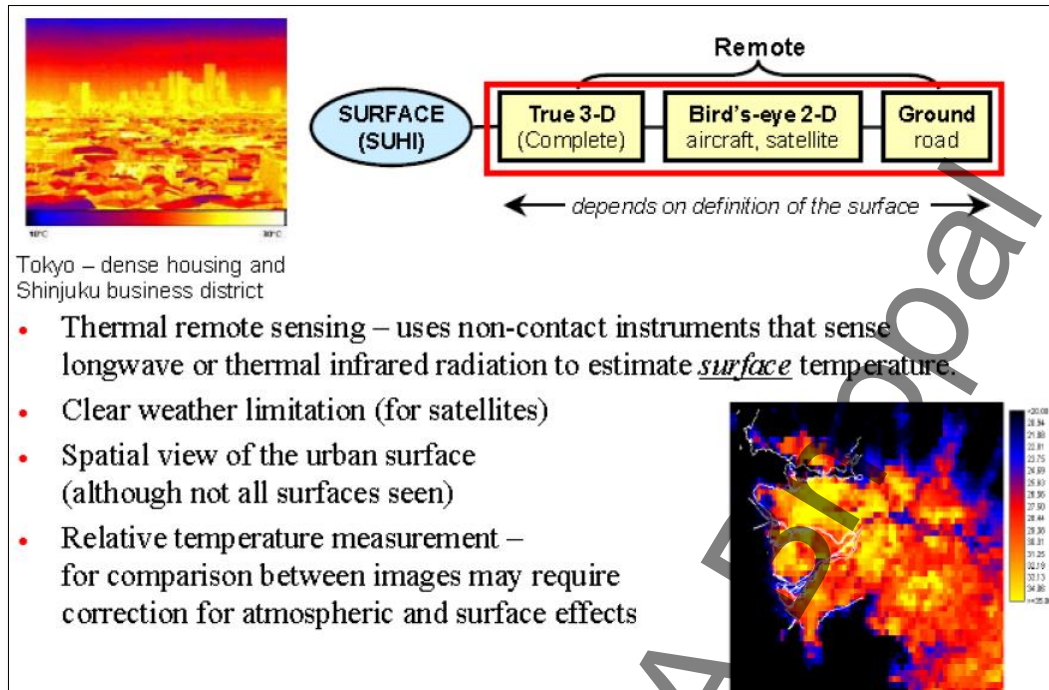 Remote
SURFACE
(SUHI)
True 3-D
(Complete)
Bird's-eye 2-D
aircraft, satellite
Ground
road
depends on definition of the surface
Tokyo – dense housing and
Shinjuku business district
• Thermal remote sensing – uses non-contact instruments that sense
longwave or thermal infrared radiation to estimate surface temperature.
• Clear weather limitation (for satellites)
• Spatial view of the urban surface
(although not all surfaces seen)
• Relative temperature measurement –
for comparison between images may require
correction for atmospheric and surface effects